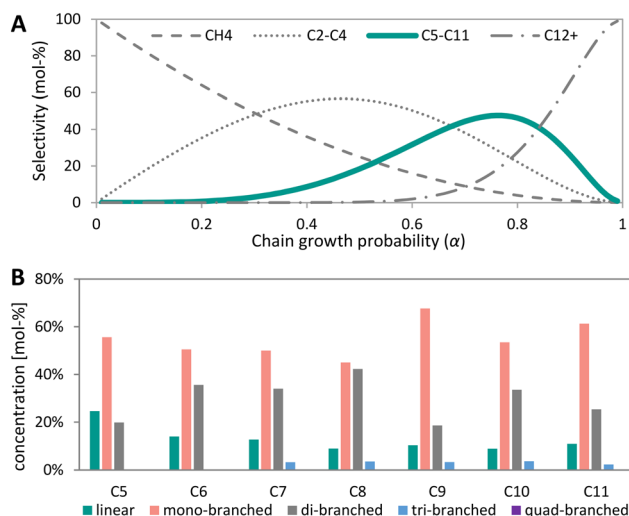 A
100
80
60
40
20
0
Selectivity (mol-%)
CH4 C2-C4 C5-C11 C12+
0 0.2 0.4 0.6 0.8 1
Chain growth probability (α)
B
80%
60%
40%
20%
0%
concentration [mol-%]
C5 C6 C7 C8 C9 C10 C11
linear mono-branched di-branched tri-branched quad-branched